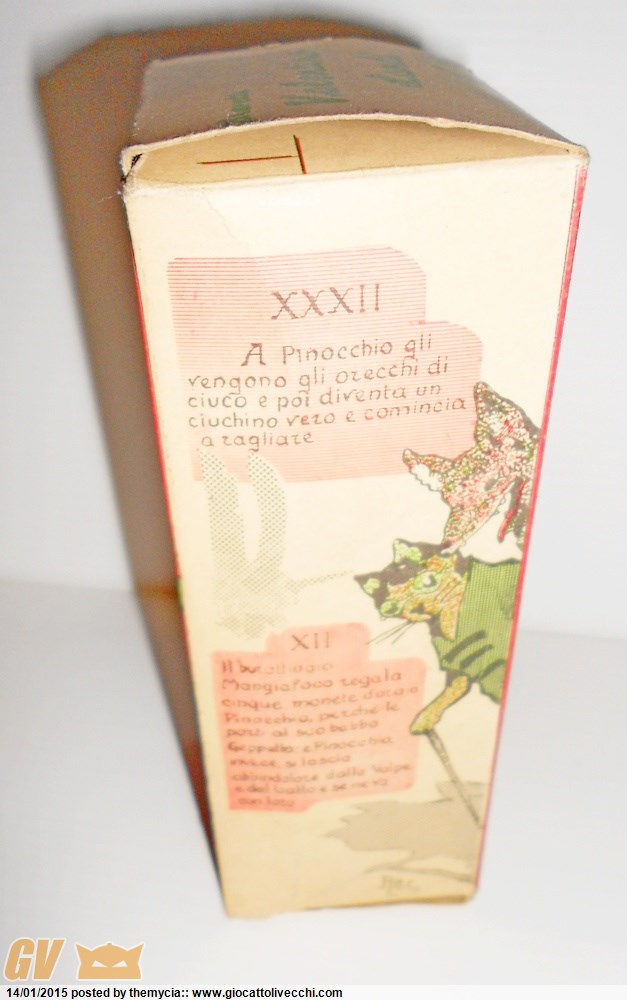 XXXII
A Pinocchio gli
vengono gli orecchi di
ciuco e poi diventa un
ciuchino vero e comincia
a ragliare
XII
Il burattinaio
Mangiafoco regala
cinque monete d'oro a
Pinocchio, perché le
porti al suo babbo
Geppetto: e Pinocchio,
invece, si lascia
abbindolare dalla Volpe
e dal Gatto e se ne va
con loro
GV
14/01/2015 posted by themycia:: www.giocattolivecchi.com